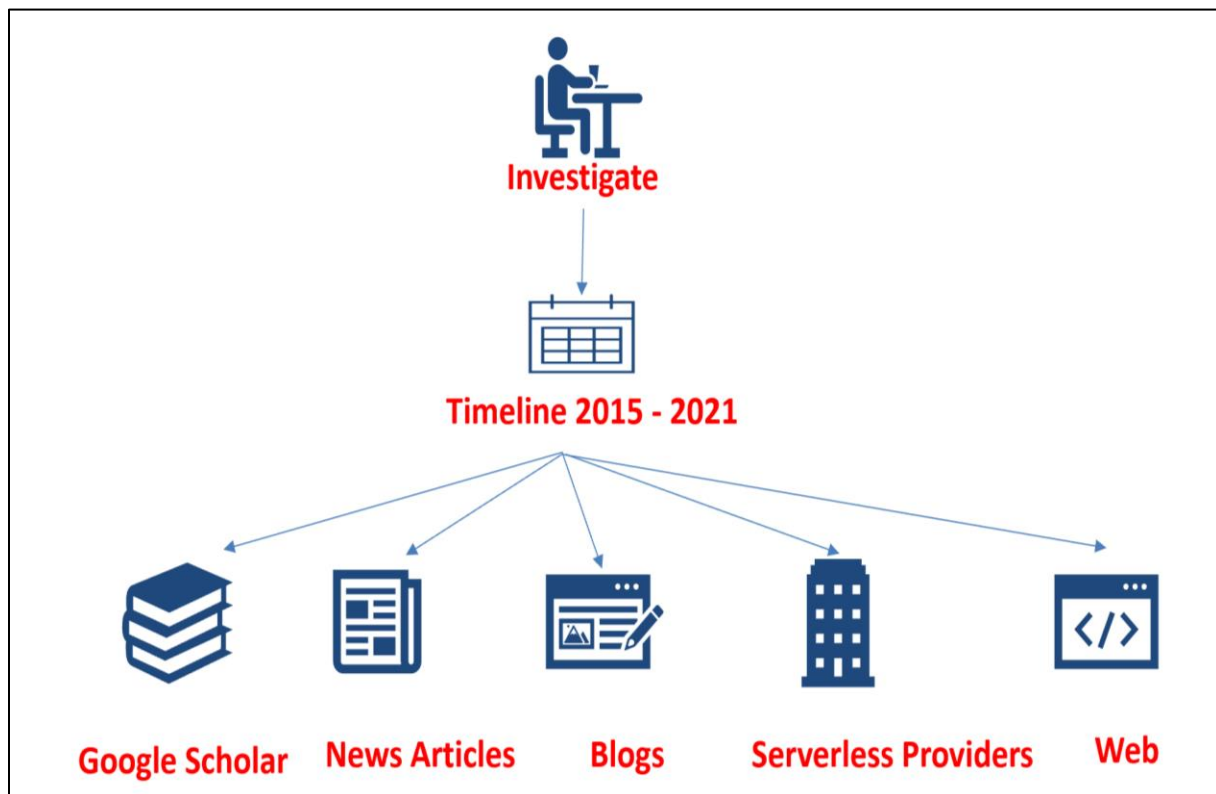 Investigate
Timeline 2015 - 2021
Google Scholar
News Articles
Blogs
Serverless Providers
Web